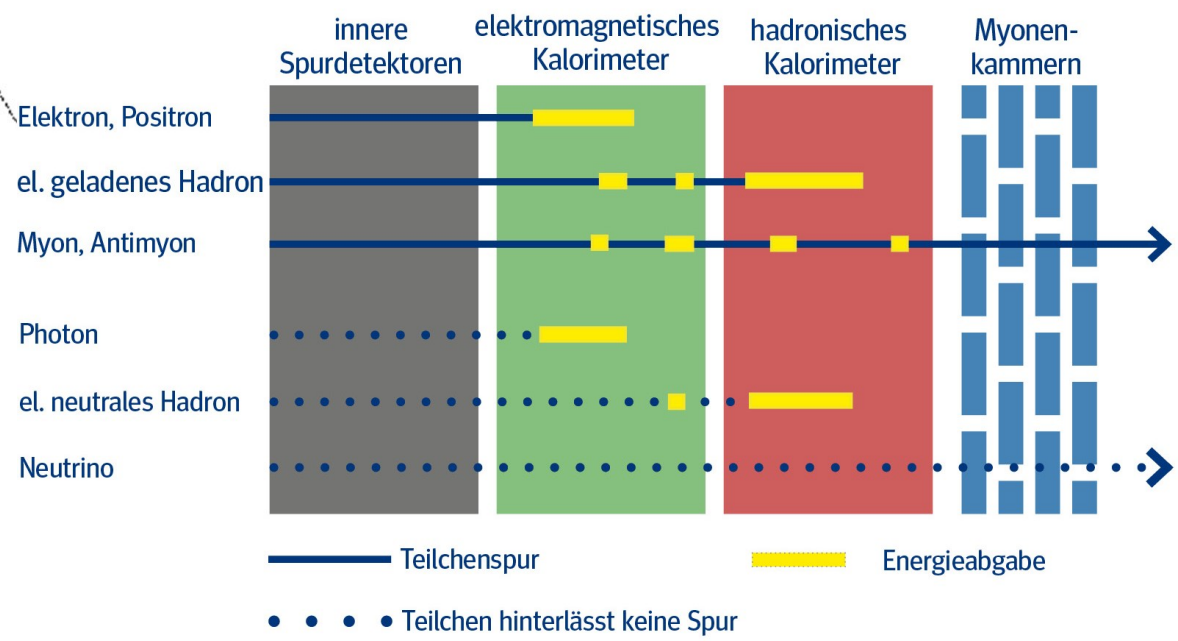 innere
Spurdetektoren
elektromagnetisches
Kalorimeter
hadronisches
Kalorimeter
Myonen-
kammern
Elektron, Positron
el. geladenes Hadron
Myon, Antimyon
Photon
el. neutrales Hadron
Neutrino
Teilchenspur
Energieabgabe
Teilchen hinterlässt keine Spur